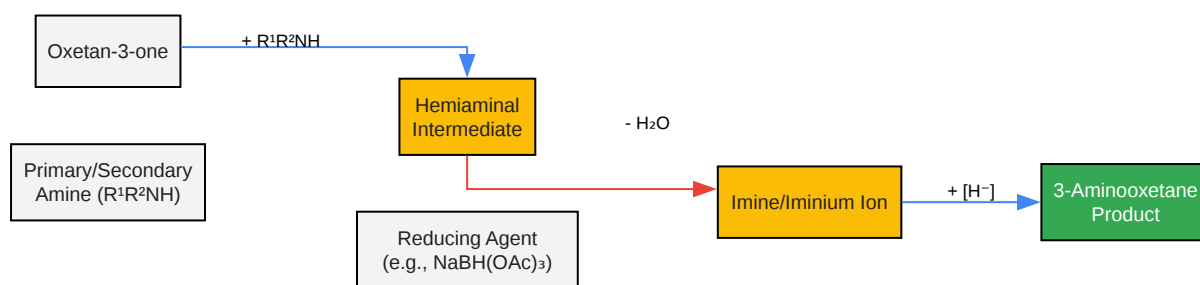 Oxetan-3-one
+ R¹R²NH
Hemiaminal
Intermediate
- H₂O
Primary/Secondary
Amine (R¹R²NH)
Imine/Iminium Ion
+ [H⁻]
3-Aminooxetane
Product
Reducing Agent
(e.g., NaBH(OAc)₃)